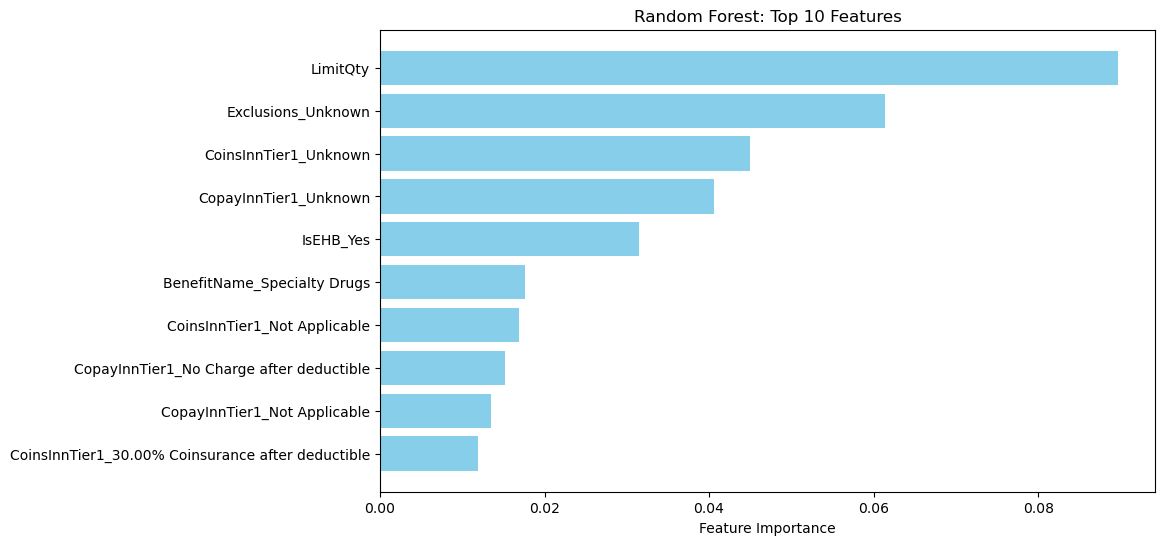 Random Forest: Top 10 Features
LimitQty
Exclusions_Unknown
CoinsInnTier1_Unknown
CopayInnTier1_Unknown
IsEHB_Yes
BenefitName_Specialty Drugs
CoinsInnTier1_Not Applicable
CopayInnTier1_No Charge after deductible
CopayInnTier1_Not Applicable
CoinsInnTier1_30.00% Coinsurance after deductible
0.00 0.02 0.04 0.06 0.08
Feature Importance